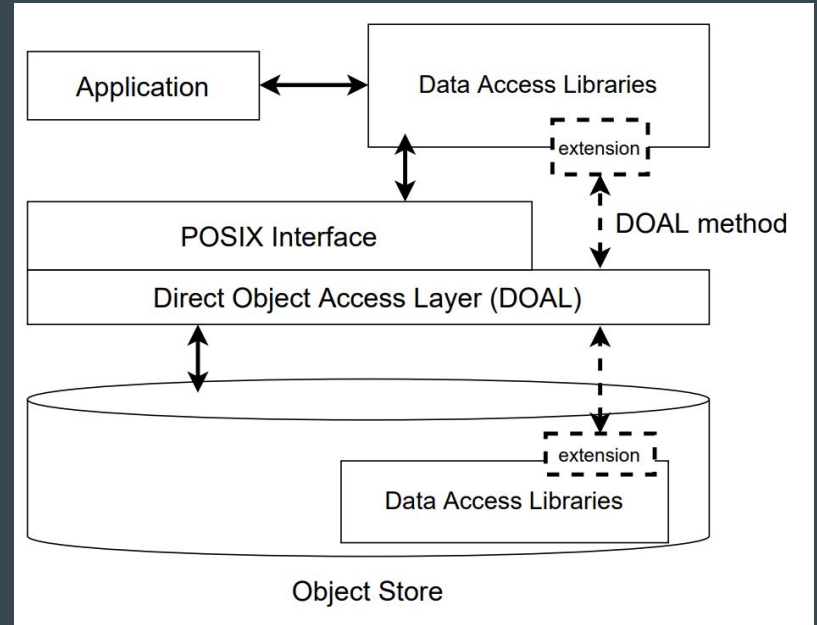 Application
Data Access Libraries
extension
DOAL method
POSIX Interface
Direct Object Access Layer (DOAL)
extension
Data Access Libraries
Object Store